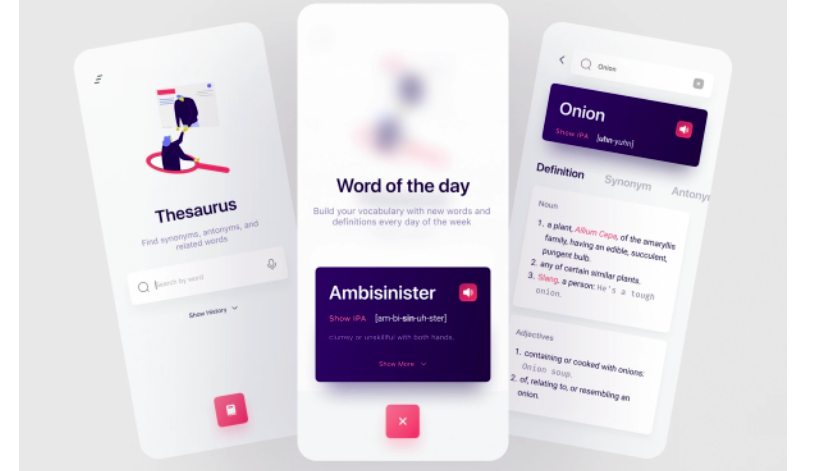 Thesaurus
Find synonyms, antonyms, and
related words
Search by word
Show History
Word of the day
Build your vocabulary with new words and
definitions every day of the week
Ambisinister
Show IPA [am-bi-sin-uh-ster]
clumsy or unskillful with both hands.
Show More
Onion
Onion
Show IPA [uhn-yuhn]
Definition Synonym Antony
Noun
1. a plant, Allium Cepa, of the amaryllis
family, having an edible, succulent,
pungent bulb.
2. any of certain similar plants.
3. Slang. a person: He's a tough
onion.
Adjectives
1. containing or cooked with onions:
Onion soup.
2. of, relating to, or resembling an
onion.